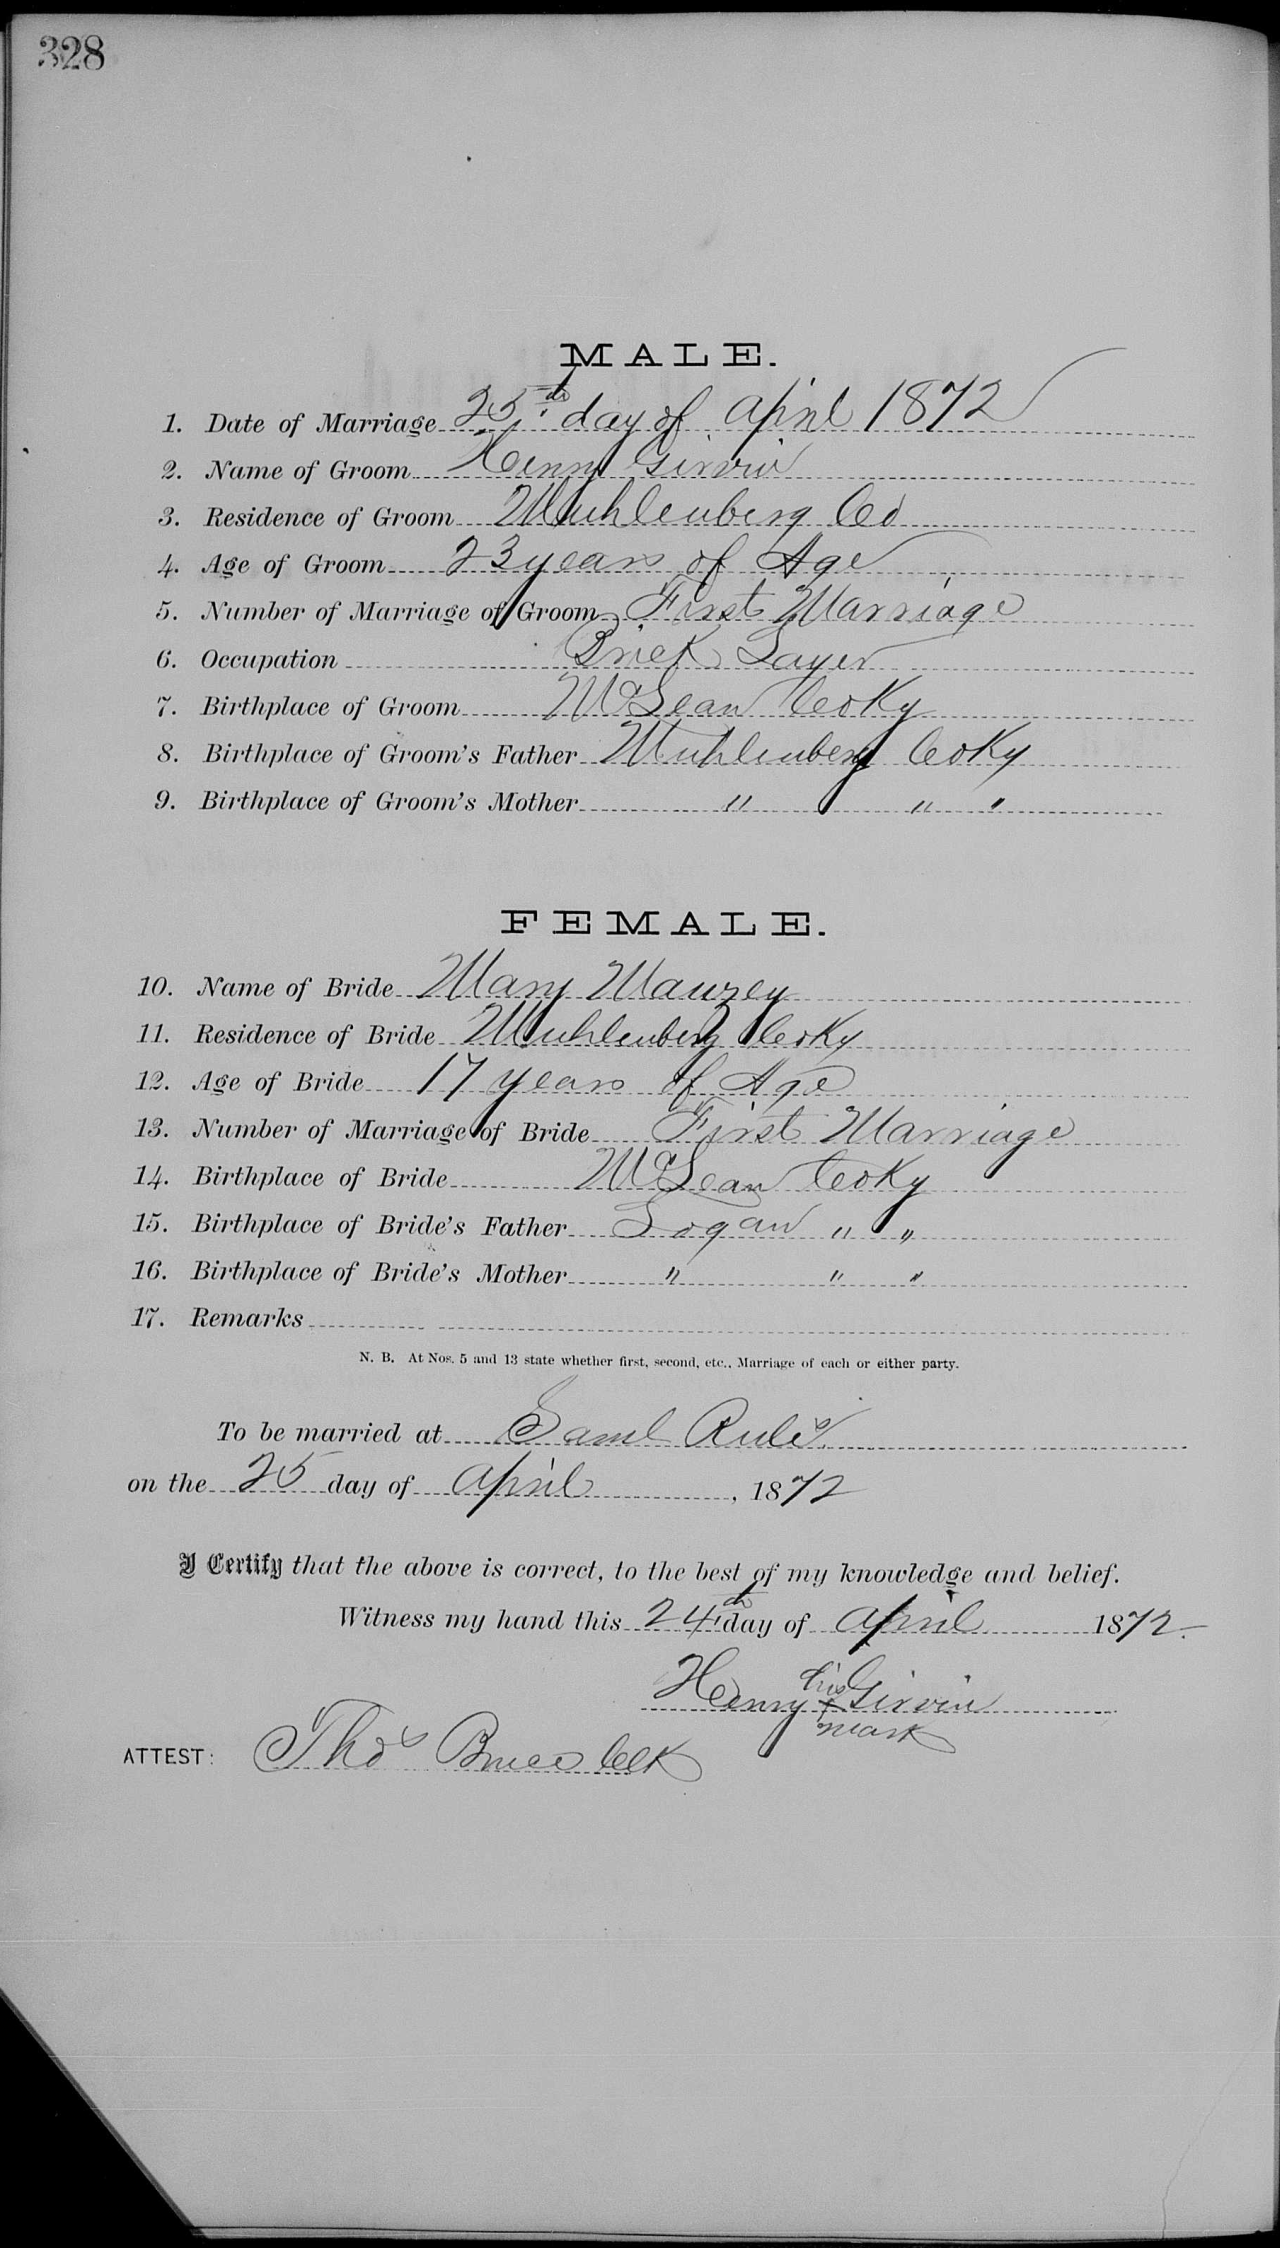 328
MALE.
1. Date of Marriage 25th day of April 1872
2. Name of Groom Henry Girvin
3. Residence of Groom Muhlenberg Co
4. Age of Groom 23 years of Age
5. Number of Marriage of Groom First Marriage
6. Occupation Brick Layer
7. Birthplace of Groom McLean Co Ky
8. Birthplace of Groom's Father Muhlenberg Co Ky
9. Birthplace of Groom's Mother " " "
FEMALE.
10. Name of Bride Mary Mauzey
11. Residence of Bride Muhlenberg Co Ky
12. Age of Bride 17 years of Age
13. Number of Marriage of Bride First Marriage
14. Birthplace of Bride McLean Co Ky
15. Birthplace of Bride's Father Logan " "
16. Birthplace of Bride's Mother " " "
17. Remarks
N. B. At Nos. 5 and 13 state whether first, second, etc., Marriage of each or either party.
To be married at Saml Rule's
on the 25 day of April, 1872
I Certify that the above is correct, to the best of my knowledge and belief.
Witness my hand this 24th day of April 1872.
his
Henry X Girvin
mark
ATTEST: Thos Bruce Clk